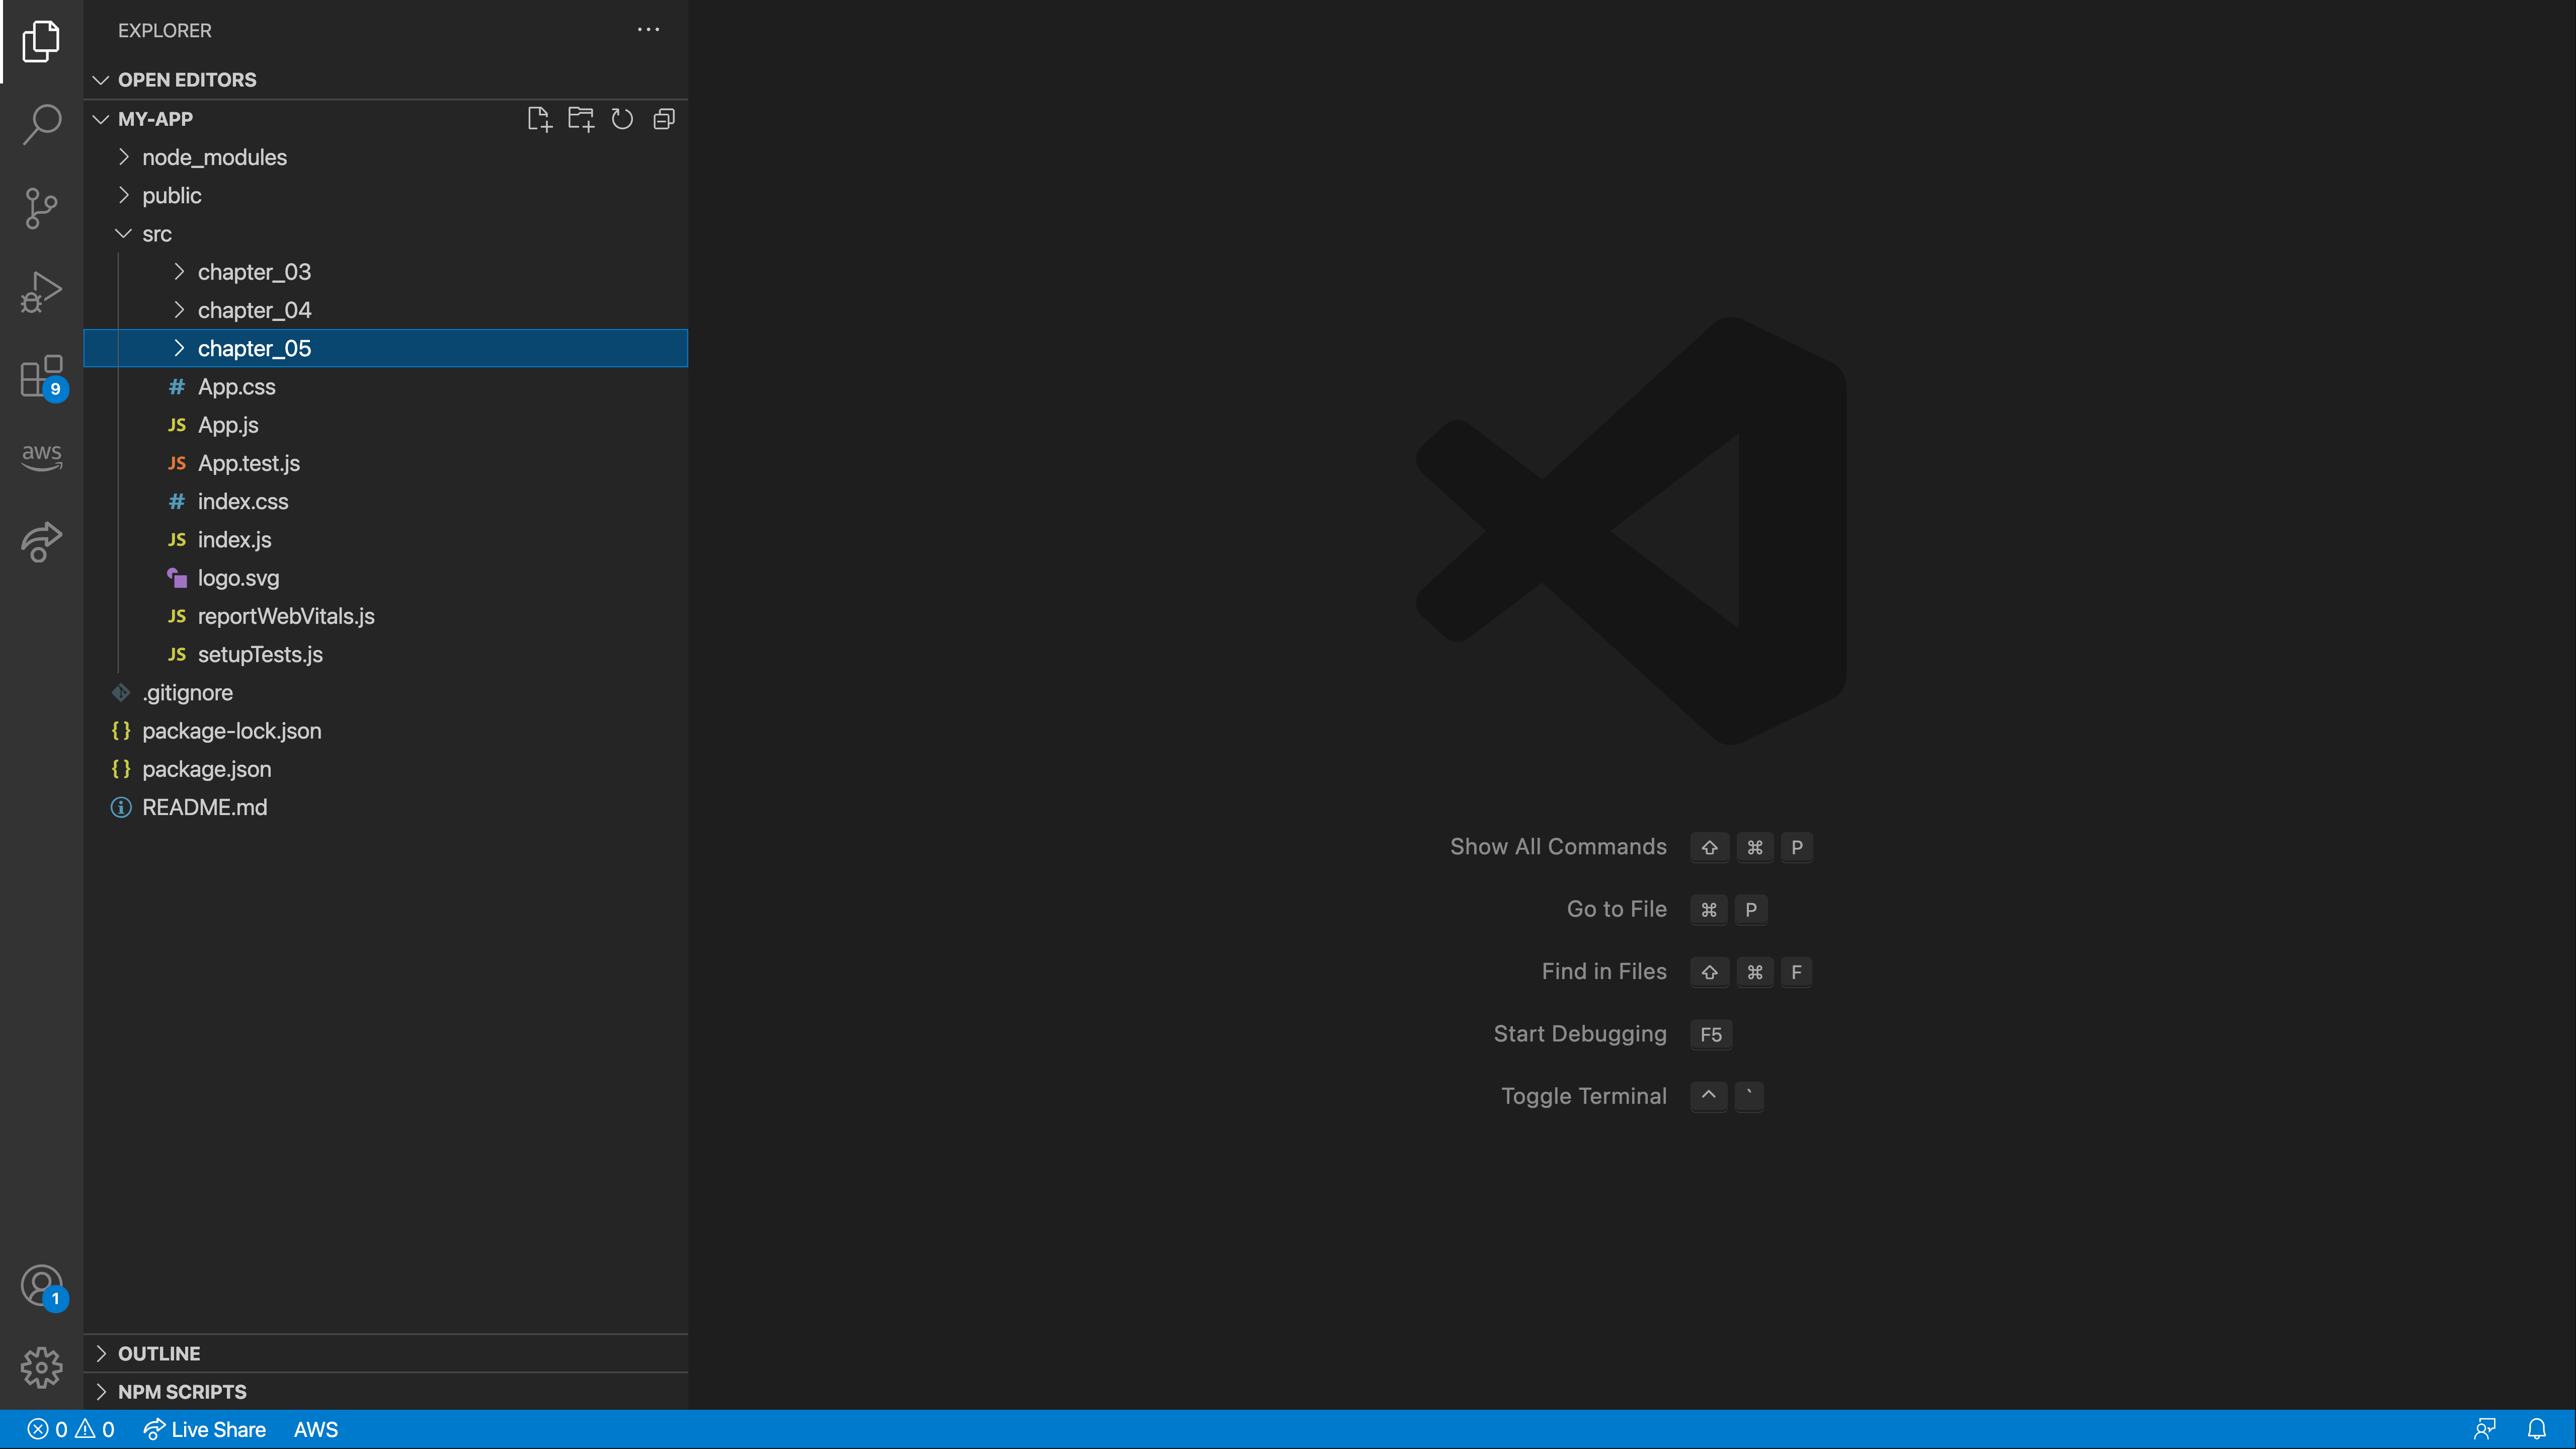 EXPLORER
OPEN EDITORS
MY-APP
node_modules
public
src
chapter_03
chapter_04
chapter_05
# App.css
JS App.js
JS App.test.js
# index.css
JS index.js
logo.svg
JS reportWebVitals.js
JS setupTests.js
.gitignore
{} package-lock.json
{} package.json
README.md
9
aws
1
Show All Commands ⇧ ⌘ P
Go to File ⌘ P
Find in Files ⇧ ⌘ F
Start Debugging F5
Toggle Terminal ^ `
OUTLINE
NPM SCRIPTS
0 0 Live Share AWS